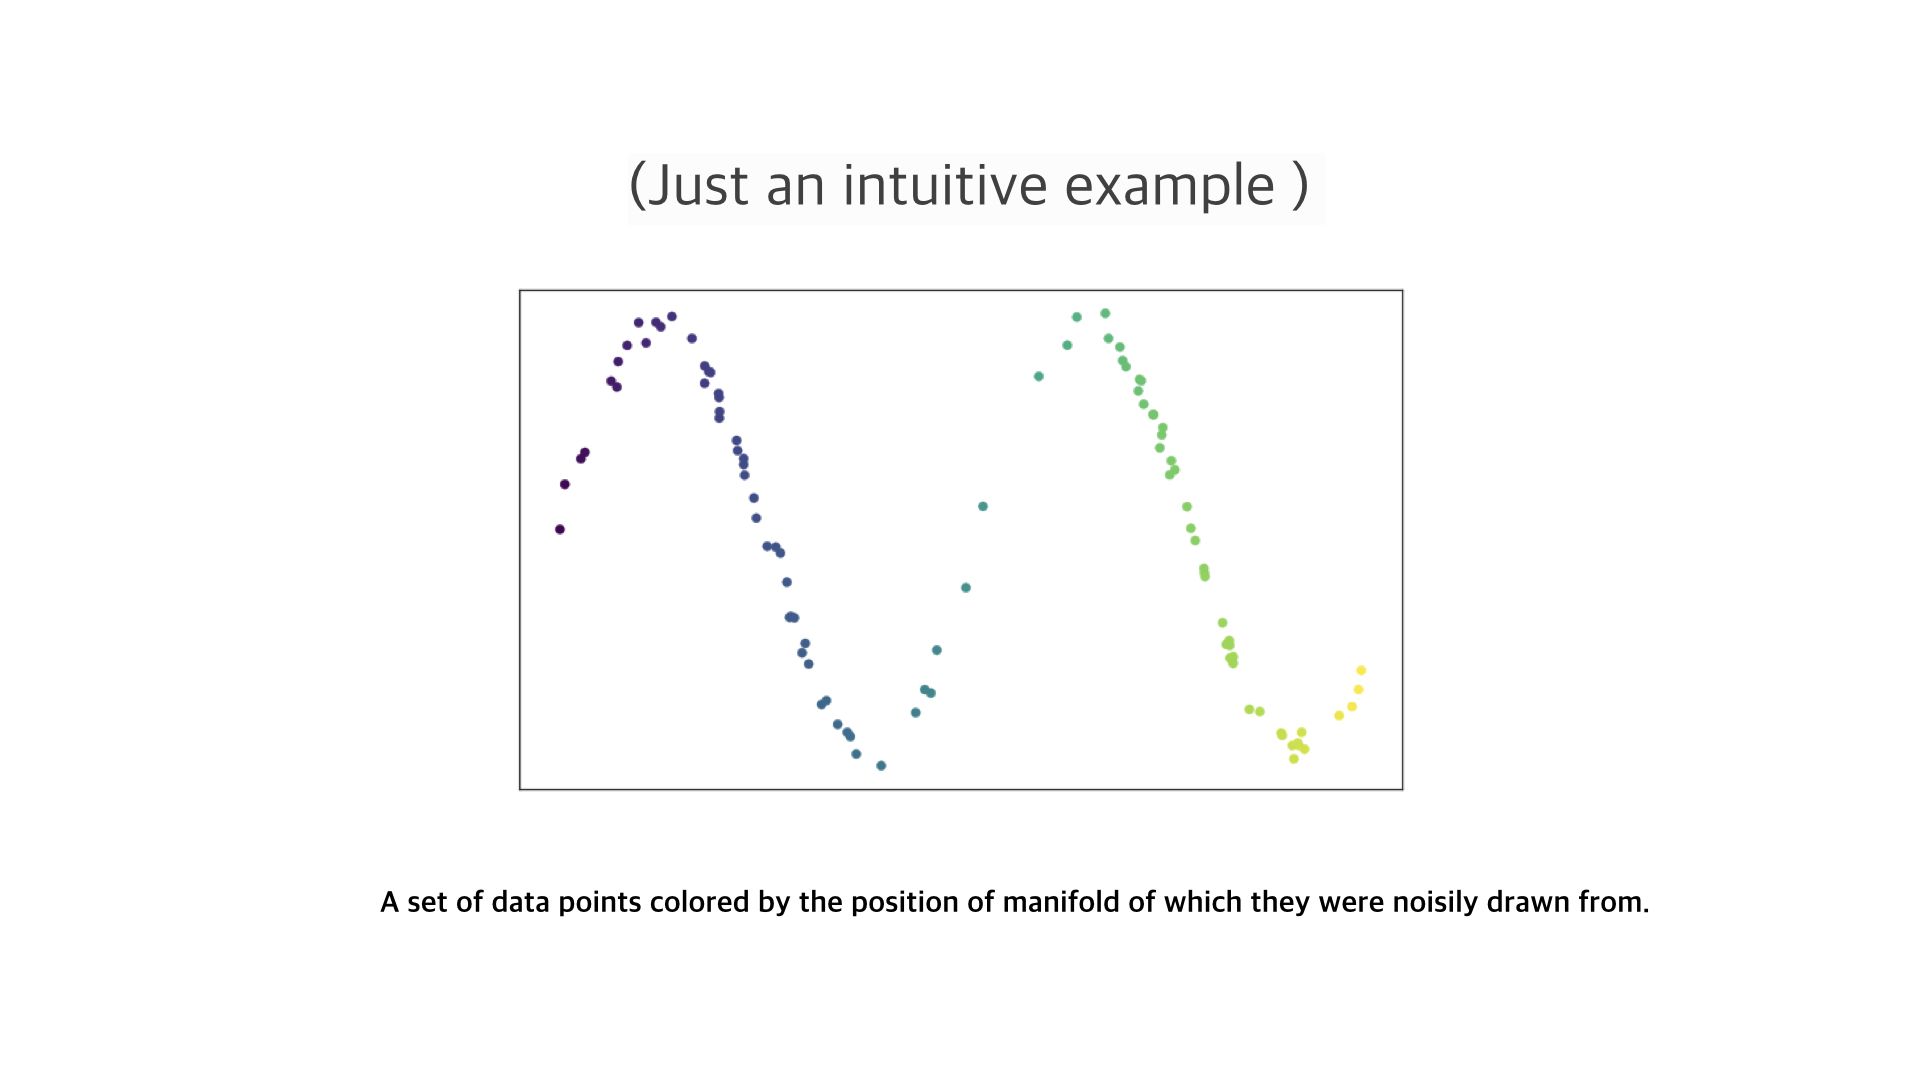 (Just an intuitive example )
A set of data points colored by the position of manifold of which they were noisily drawn from.